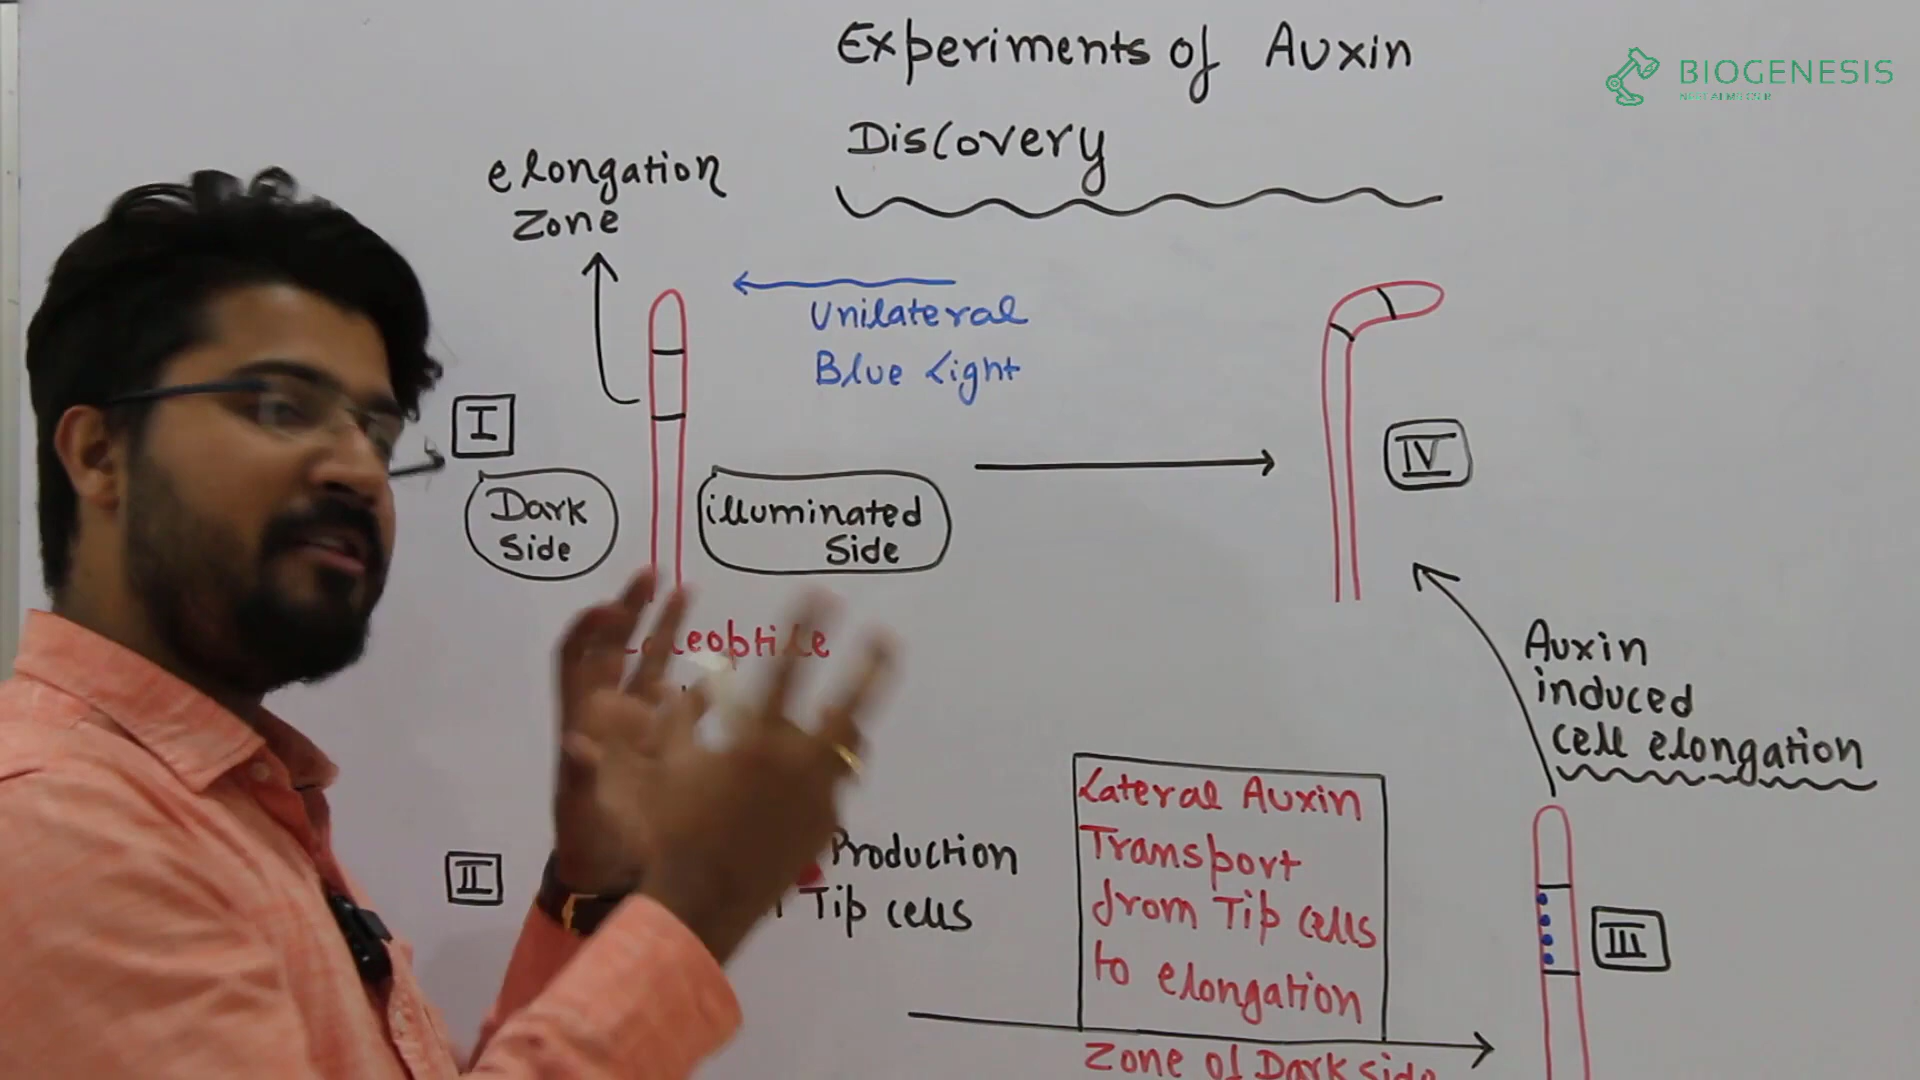 Experiments of Auxin
Discovery
BIOGENESIS
elongation
Zone
Unilateral
Blue Light
I
Dark
Side
illuminated
Side
IV
Coleoptile
Auxin
induced
cell elongation
II
Production
Tip cells
Lateral Auxin
Transport
from Tip cells
to elongation
Zone of Dark side
III